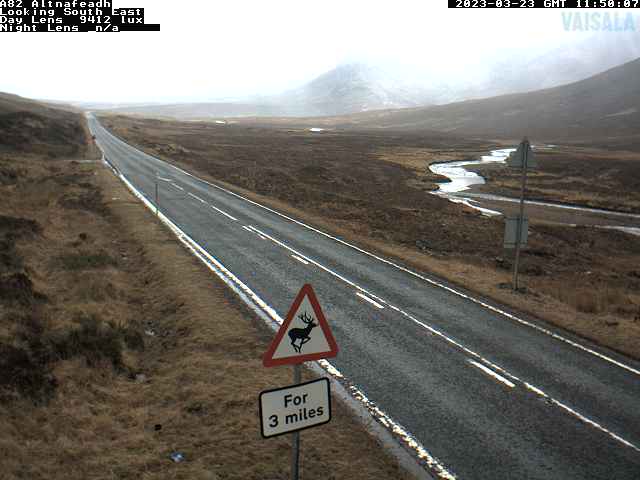 A82 Altnafeadh
Looking South East
Day Lens 9412 lux
Night Lens n/a
2023-03-23 GMT 11:50:07
VAISALA
For
3 miles